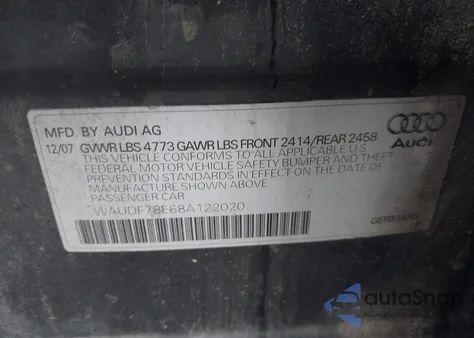 MFD. BY AUDI AG
12/07 GVWR LBS 4773 GAWR LBS FRONT 2414/REAR 2458
THIS VEHICLE CONFORMS TO ALL APPLICABLE U.S.
FEDERAL MOTOR VEHICLE SAFETY BUMPER AND THEFT
PREVENTION STANDARDS IN EFFECT ON THE DATE OF
MANUFACTURE SHOWN ABOVE
PASSENGER CAR
WAUDF78E68A122020
GERMANY
Audi
autoSnap